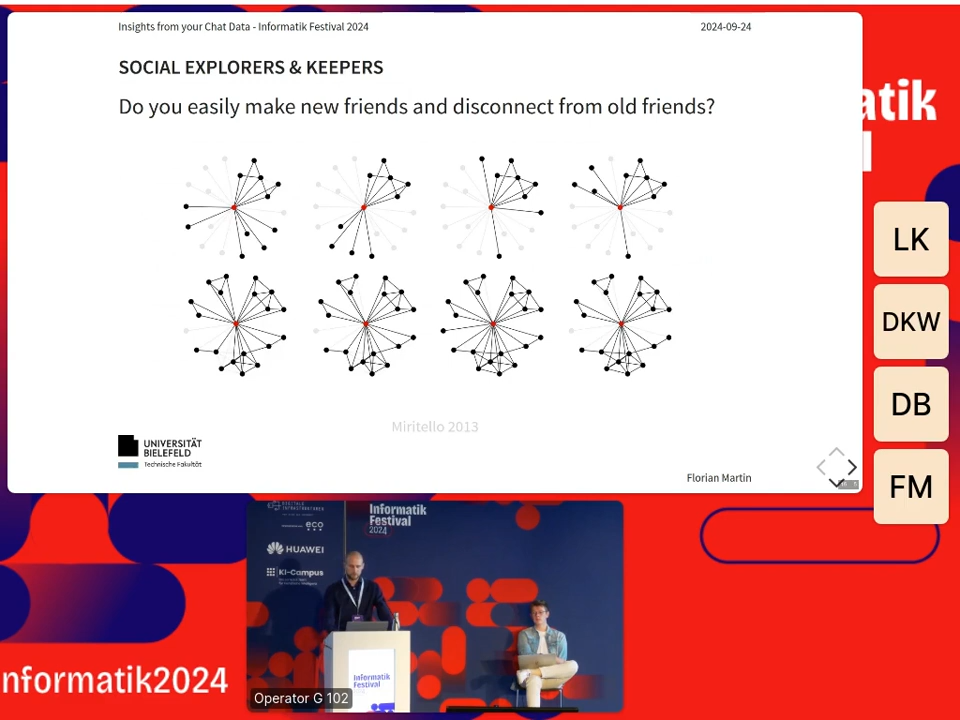 Insights from your Chat Data - Informatik Festival 2024
2024-09-24
SOCIAL EXPLORERS & KEEPERS
Do you easily make new friends and disconnect from old friends?
Miritello 2013
UNIVERSITÄT
BIELEFELD
Technische Fakultät
Florian Martin
atik
LK
DKW
DB
FM
eco
HUAWEI
KI-Campus
Informatik
Festival
2024
Informatik
Festival
Operator G 102
nformatik2024